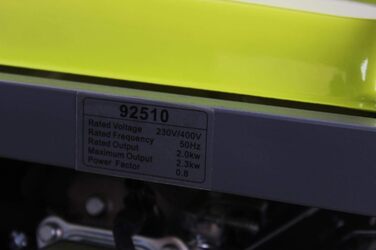 92510
Rated Voltage 230V/400V
Rated Frequency 50Hz
Rated Output 2.0kw
Maximum Output 2.3kw
Power Factor 0.8